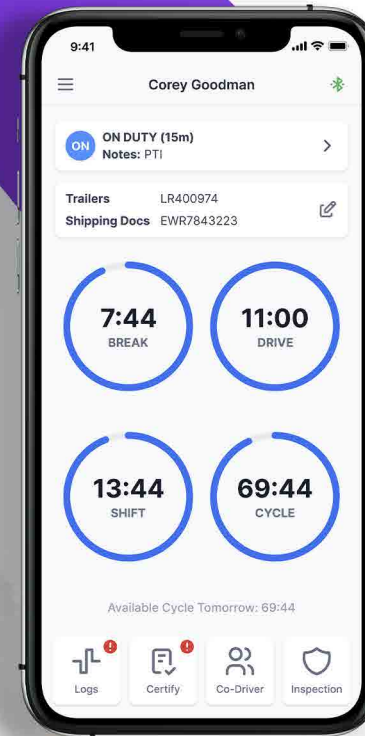 9:41
Corey Goodman
ON
ON DUTY (15m)
Notes: PTI
Trailers LR400974
Shipping Docs EWR7843223
7:44
BREAK
11:00
DRIVE
13:44
SHIFT
69:44
CYCLE
Available Cycle Tomorrow: 69:44
Logs
Certify
Co-Driver
Inspection